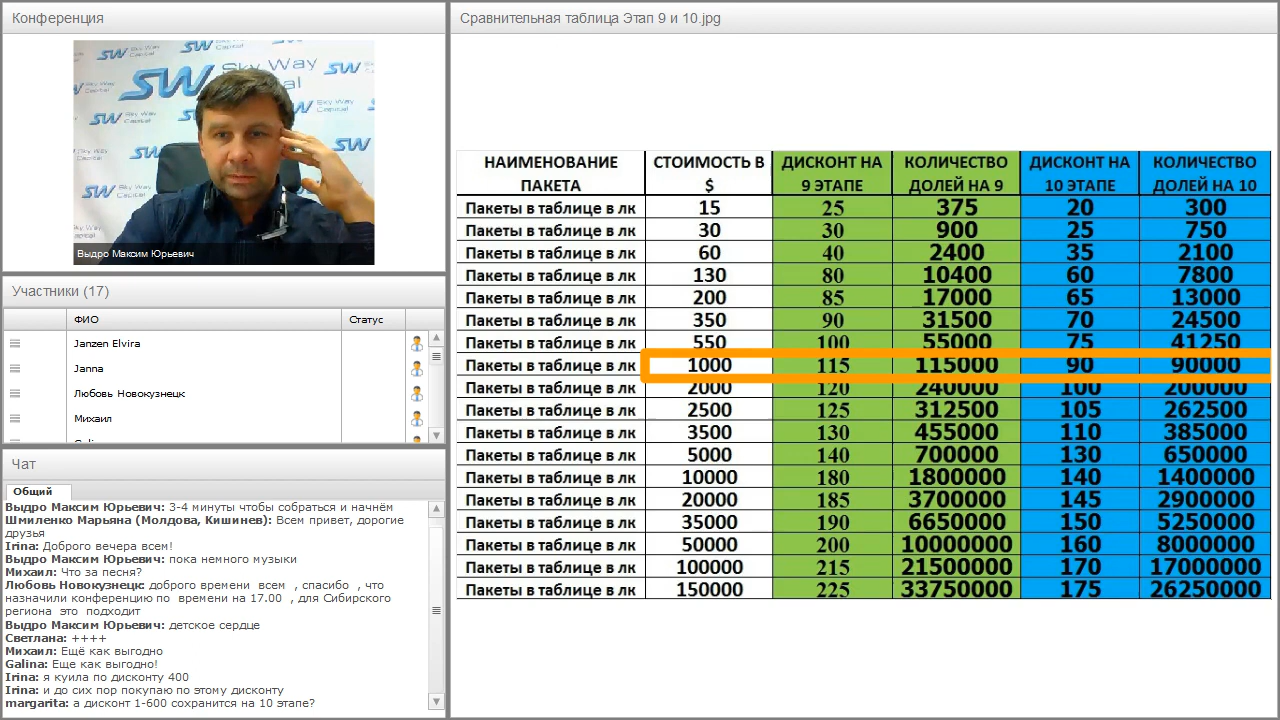 Конференция
SW
Sky Way
Capital
Выдро Максим Юрьевич
Участники (17)
ФИО
Статус
Janzen Elvira
Janna
Любовь Новокузнецк
Михаил
Чат
Общий
Выдро Максим Юрьевич: 3-4 минуты чтобы собраться и начнём
Шмиленко Марьяна (Молдова, Кишинев): Всем привет, дорогие
друзья
Irina: Доброго вечера всем!
Выдро Максим Юрьевич: пока немного музыки
Михаил: Что за песня?
Любовь Новокузнецк: доброго времени всем , спасибо , что
назначили конференцию по времени на 17.00 , для Сибирского
региона это подходит
Выдро Максим Юрьевич: детское сердце
Светлана: ++++
Михаил: Ещё как выгодно
Galina: Еще как выгодно!
Irina: я куила по дисконту 400
Irina: и до сих пор покупаю по этому дисконту
margarita: а дисконт 1-600 сохранится на 10 этапе?
Сравнительная таблица Этап 9 и 10.jpg
НАИМЕНОВАНИЕ ПАКЕТА СТОИМОСТЬ В $ ДИСКОНТ НА 9 ЭТАПЕ КОЛИЧЕСТВО ДОЛЕЙ НА 9 ДИСКОНТ НА 10 ЭТАПЕ КОЛИЧЕСТВО ДОЛЕЙ НА 10
Пакеты в таблице в лк 15 25 375 20 300
Пакеты в таблице в лк 30 30 900 25 750
Пакеты в таблице в лк 60 40 2400 35 2100
Пакеты в таблице в лк 130 80 10400 60 7800
Пакеты в таблице в лк 200 85 17000 65 13000
Пакеты в таблице в лк 350 90 31500 70 24500
Пакеты в таблице в лк 550 100 55000 75 41250
Пакеты в таблице в лк 1000 115 115000 90 90000
Пакеты в таблице в лк 2000 120 240000 100 200000
Пакеты в таблице в лк 2500 125 312500 105 262500
Пакеты в таблице в лк 3500 130 455000 110 385000
Пакеты в таблице в лк 5000 140 700000 130 650000
Пакеты в таблице в лк 10000 180 1800000 140 1400000
Пакеты в таблице в лк 20000 185 3700000 145 2900000
Пакеты в таблице в лк 35000 190 6650000 150 5250000
Пакеты в таблице в лк 50000 200 10000000 160 8000000
Пакеты в таблице в лк 100000 215 21500000 170 17000000
Пакеты в таблице в лк 150000 225 33750000 175 26250000